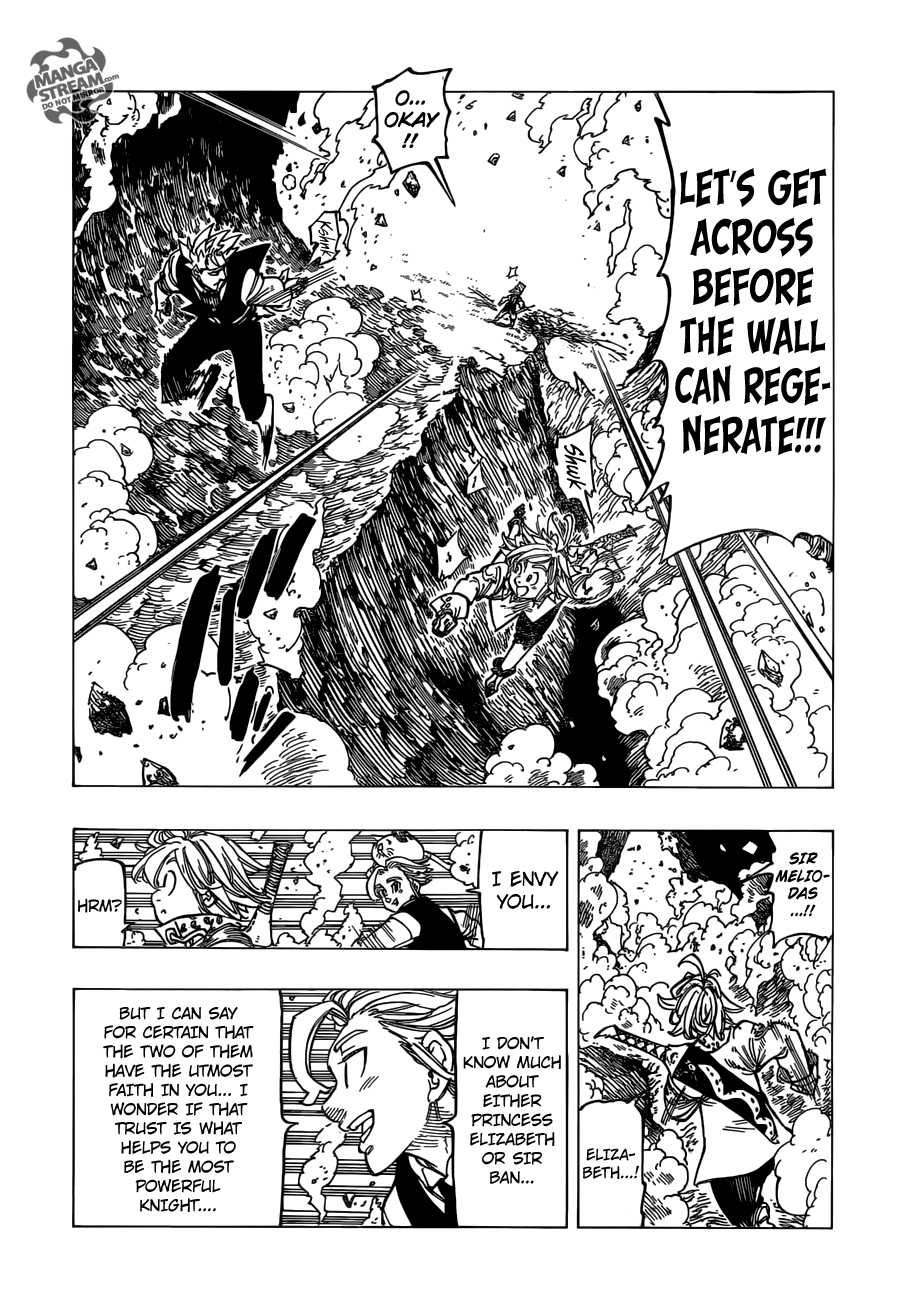 MANGA
STREAM.com
DO NOT MIRROR
LET'S GET
ACROSS
BEFORE
THE WALL
CAN REGE-
NERATE!!!
O...
OKAY
!!
Kshnk
Shuk
SIR
MELIO-
DAS
...!!
ELIZA-
BETH...!
I ENVY
YOU...
HRM?
I DON'T
KNOW MUCH
ABOUT
EITHER
PRINCESS
ELIZABETH
OR SIR
BAN...
BUT I CAN SAY
FOR CERTAIN THAT
THE TWO OF THEM
HAVE THE UTMOST
FAITH IN YOU... I
WONDER IF THAT
TRUST IS WHAT
HELPS YOU TO
BE THE MOST
POWERFUL
KNIGHT....